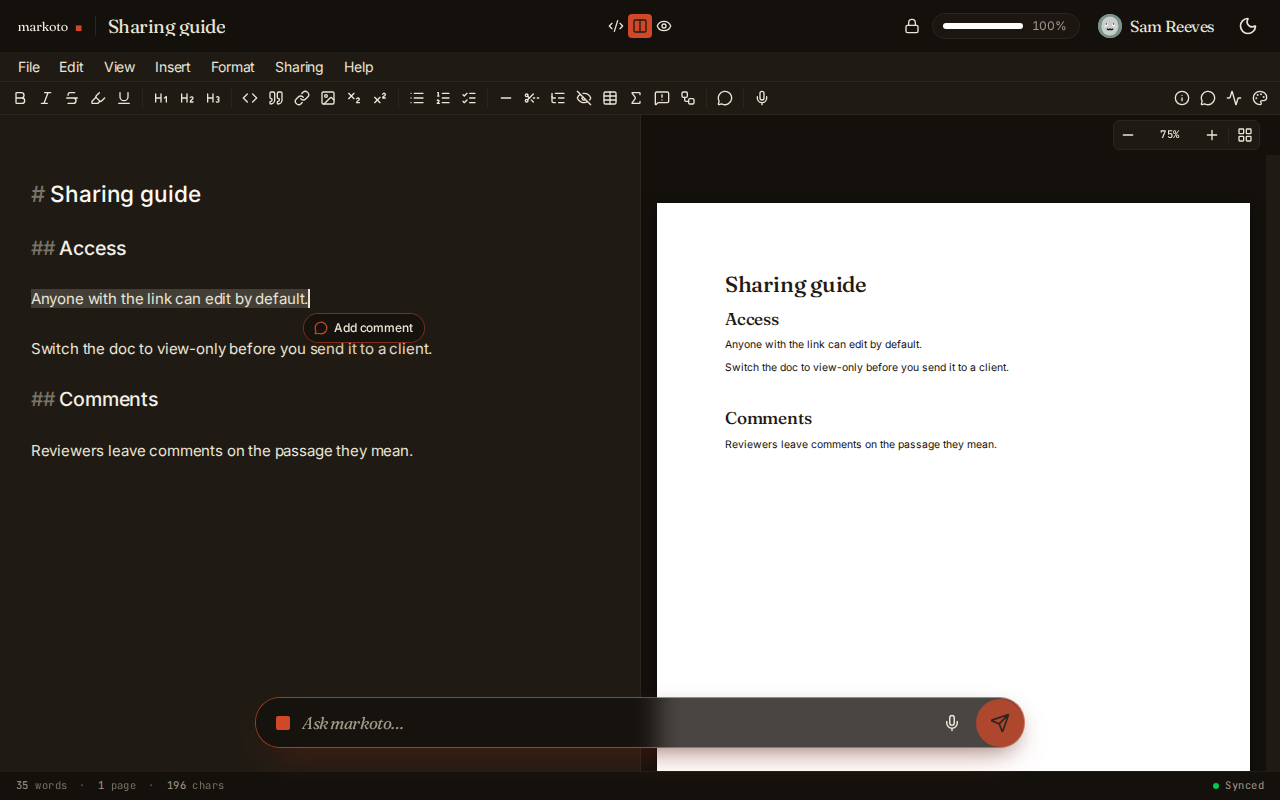 markoto
Sharing guide
100%
Sam Reeves
File Edit View Insert Format Sharing Help
H1 H2 H3
75%
# Sharing guide
## Access
Anyone with the link can edit by default.
Add comment
Switch the doc to view-only before you send it to a client.
## Comments
Reviewers leave comments on the passage they mean.
Sharing guide
Access
Anyone with the link can edit by default.
Switch the doc to view-only before you send it to a client.
Comments
Reviewers leave comments on the passage they mean.
Ask markoto...
35 words · 1 page · 196 chars
Synced